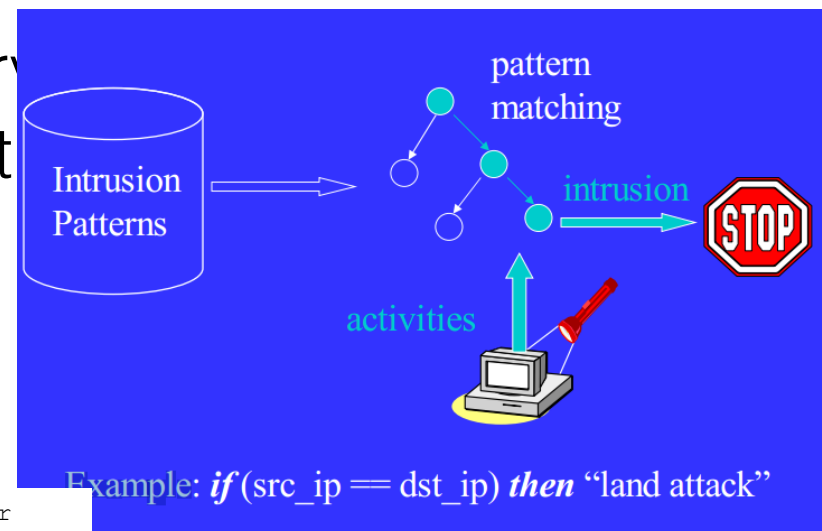 pattern
matching
Intrusion
Patterns
intrusion
STOP
activities
Example: if (src_ip == dst_ip) then “land attack”